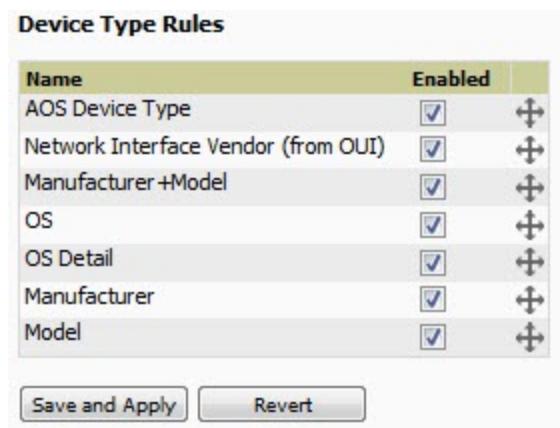 Device Type Rules
Name Enabled
AOS Device Type
Network Interface Vendor (from OUI)
Manufacturer+Model
OS
OS Detail
Manufacturer
Model
Save and Apply Revert